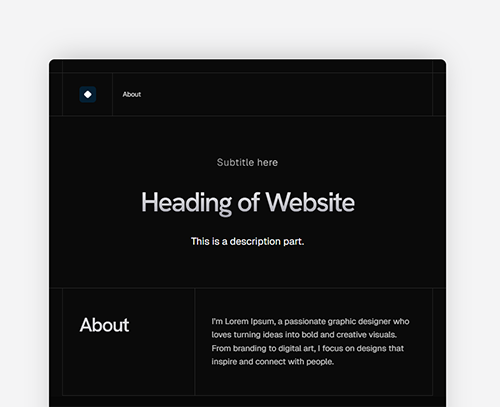 About
Subtitle here
Heading of Website
This is a description part.
About
I'm Lorem Ipsum, a passionate graphic designer who
loves turning ideas into bold and creative visuals.
From branding to digital art, I focus on designs that
inspire and connect with people.